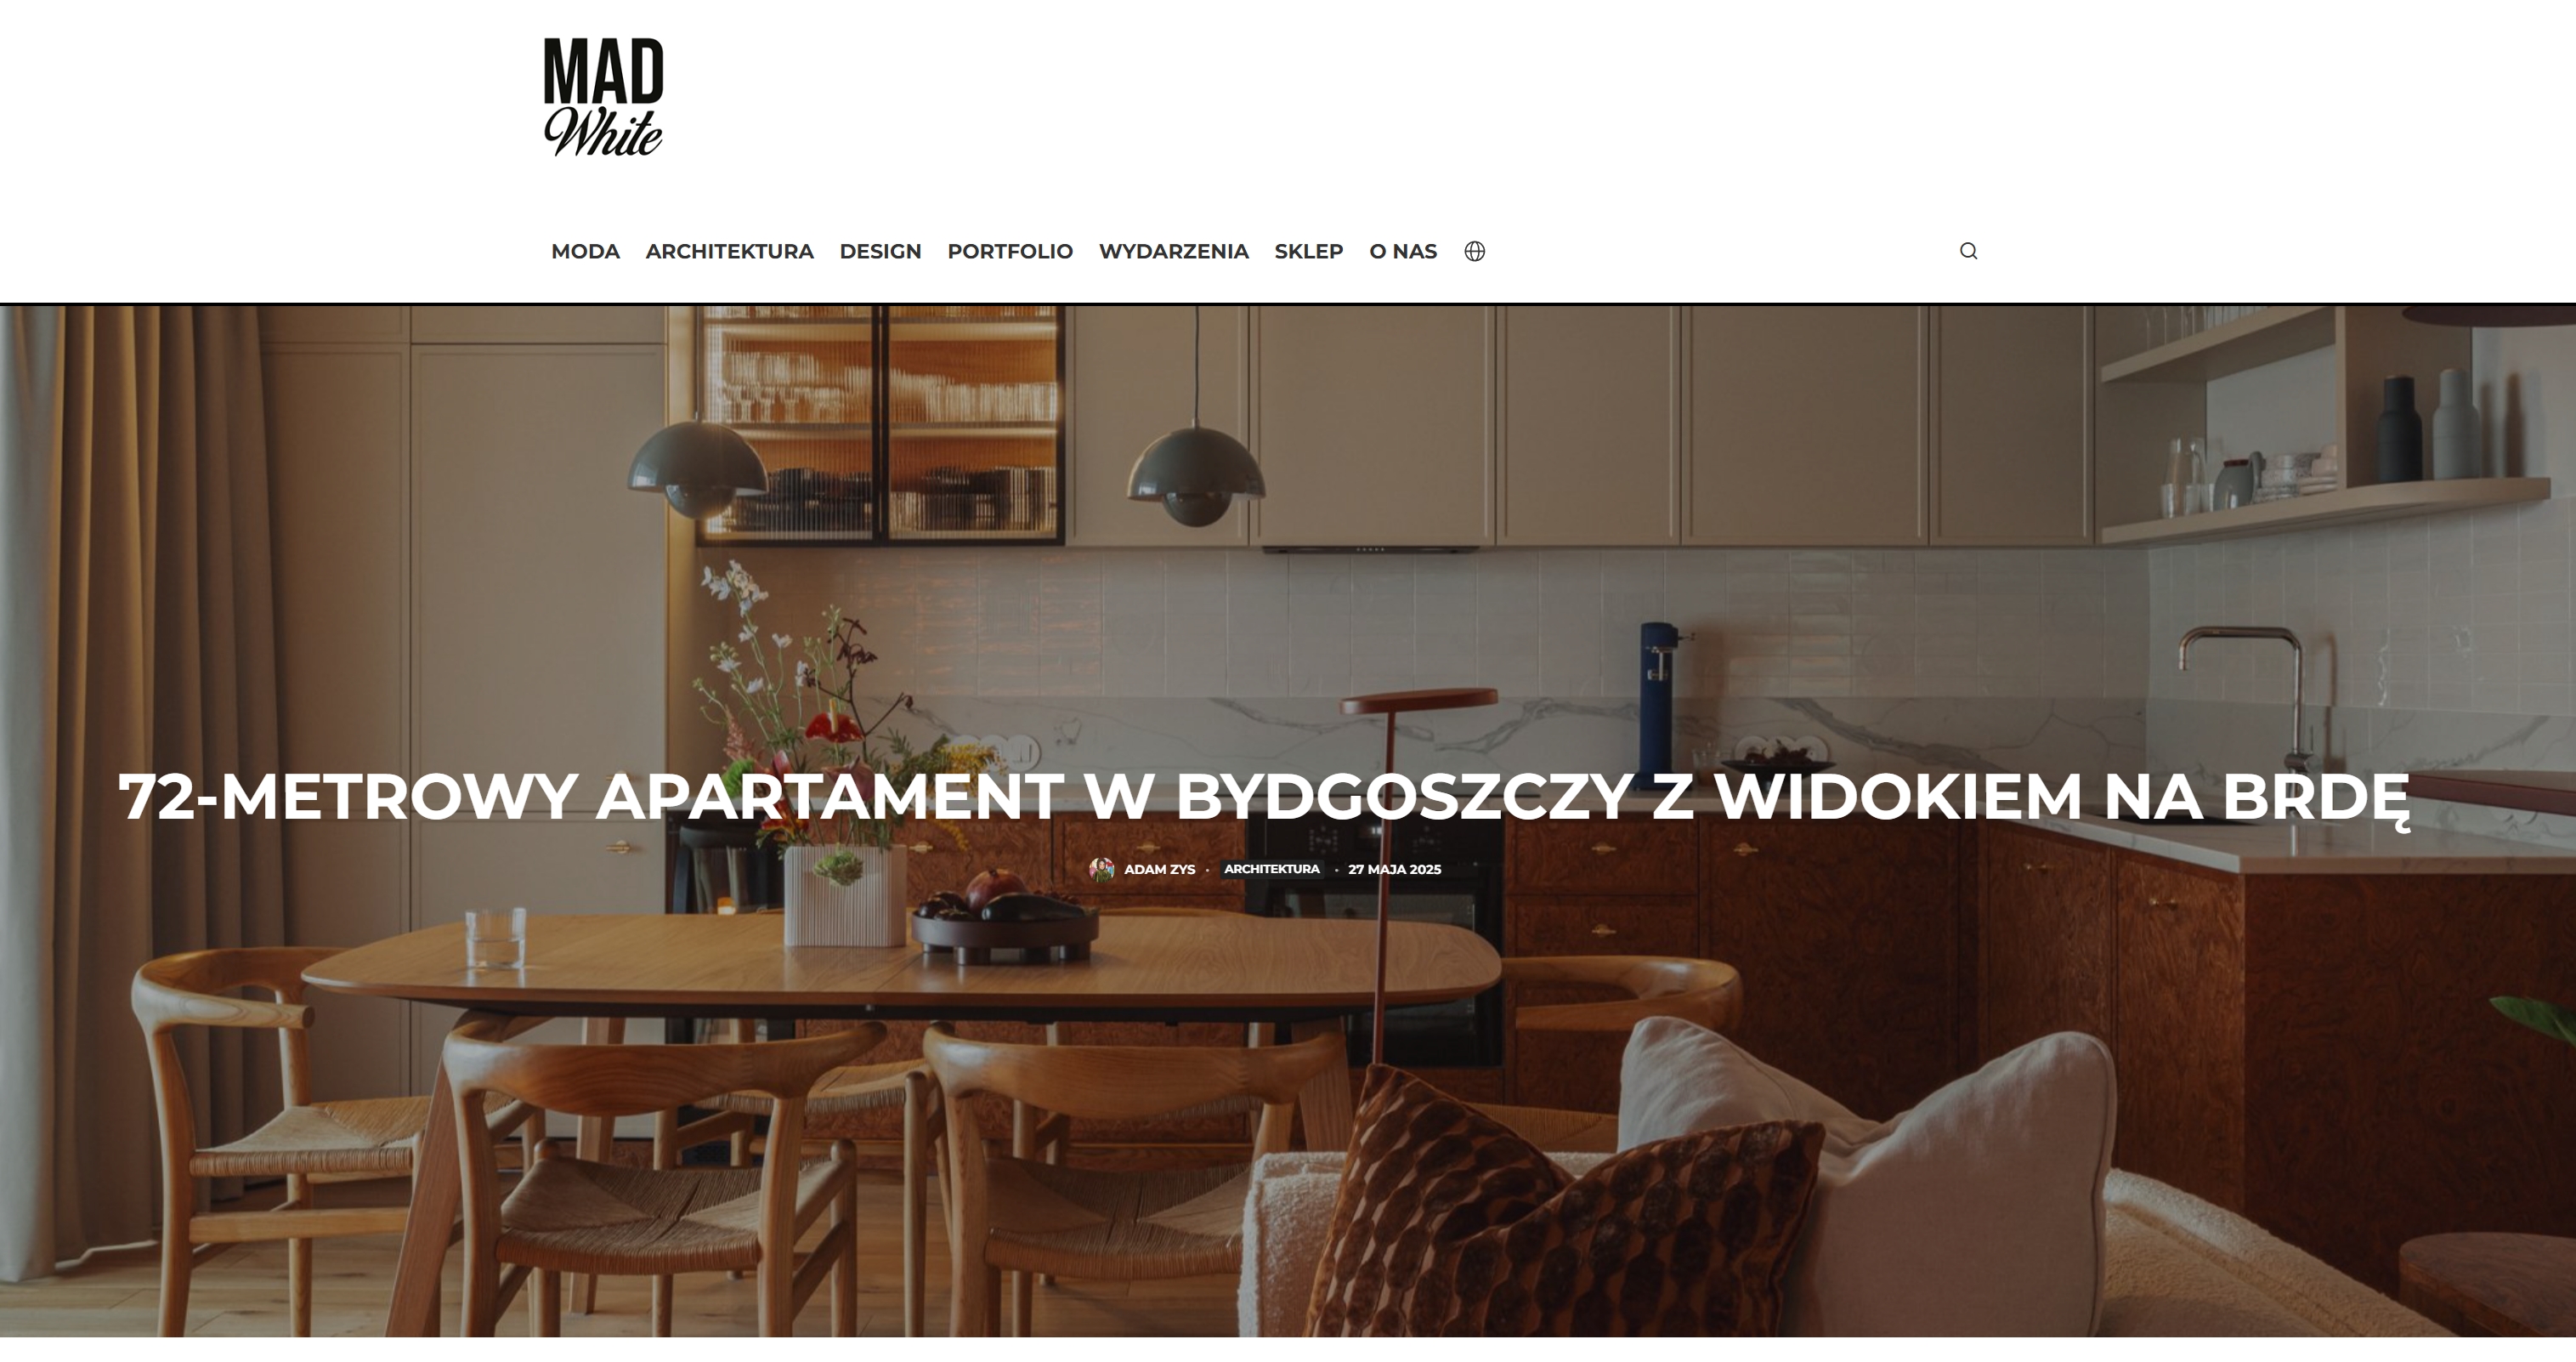 MAD
White
MODA ARCHITEKTURA DESIGN PORTFOLIO WYDARZENIA SKLEP O NAS
72-METROWY APARTAMENT W BYDGOSZCZY Z WIDOKIEM NA BRDĘ
ADAM ZYS · ARCHITEKTURA · 27 MAJA 2025